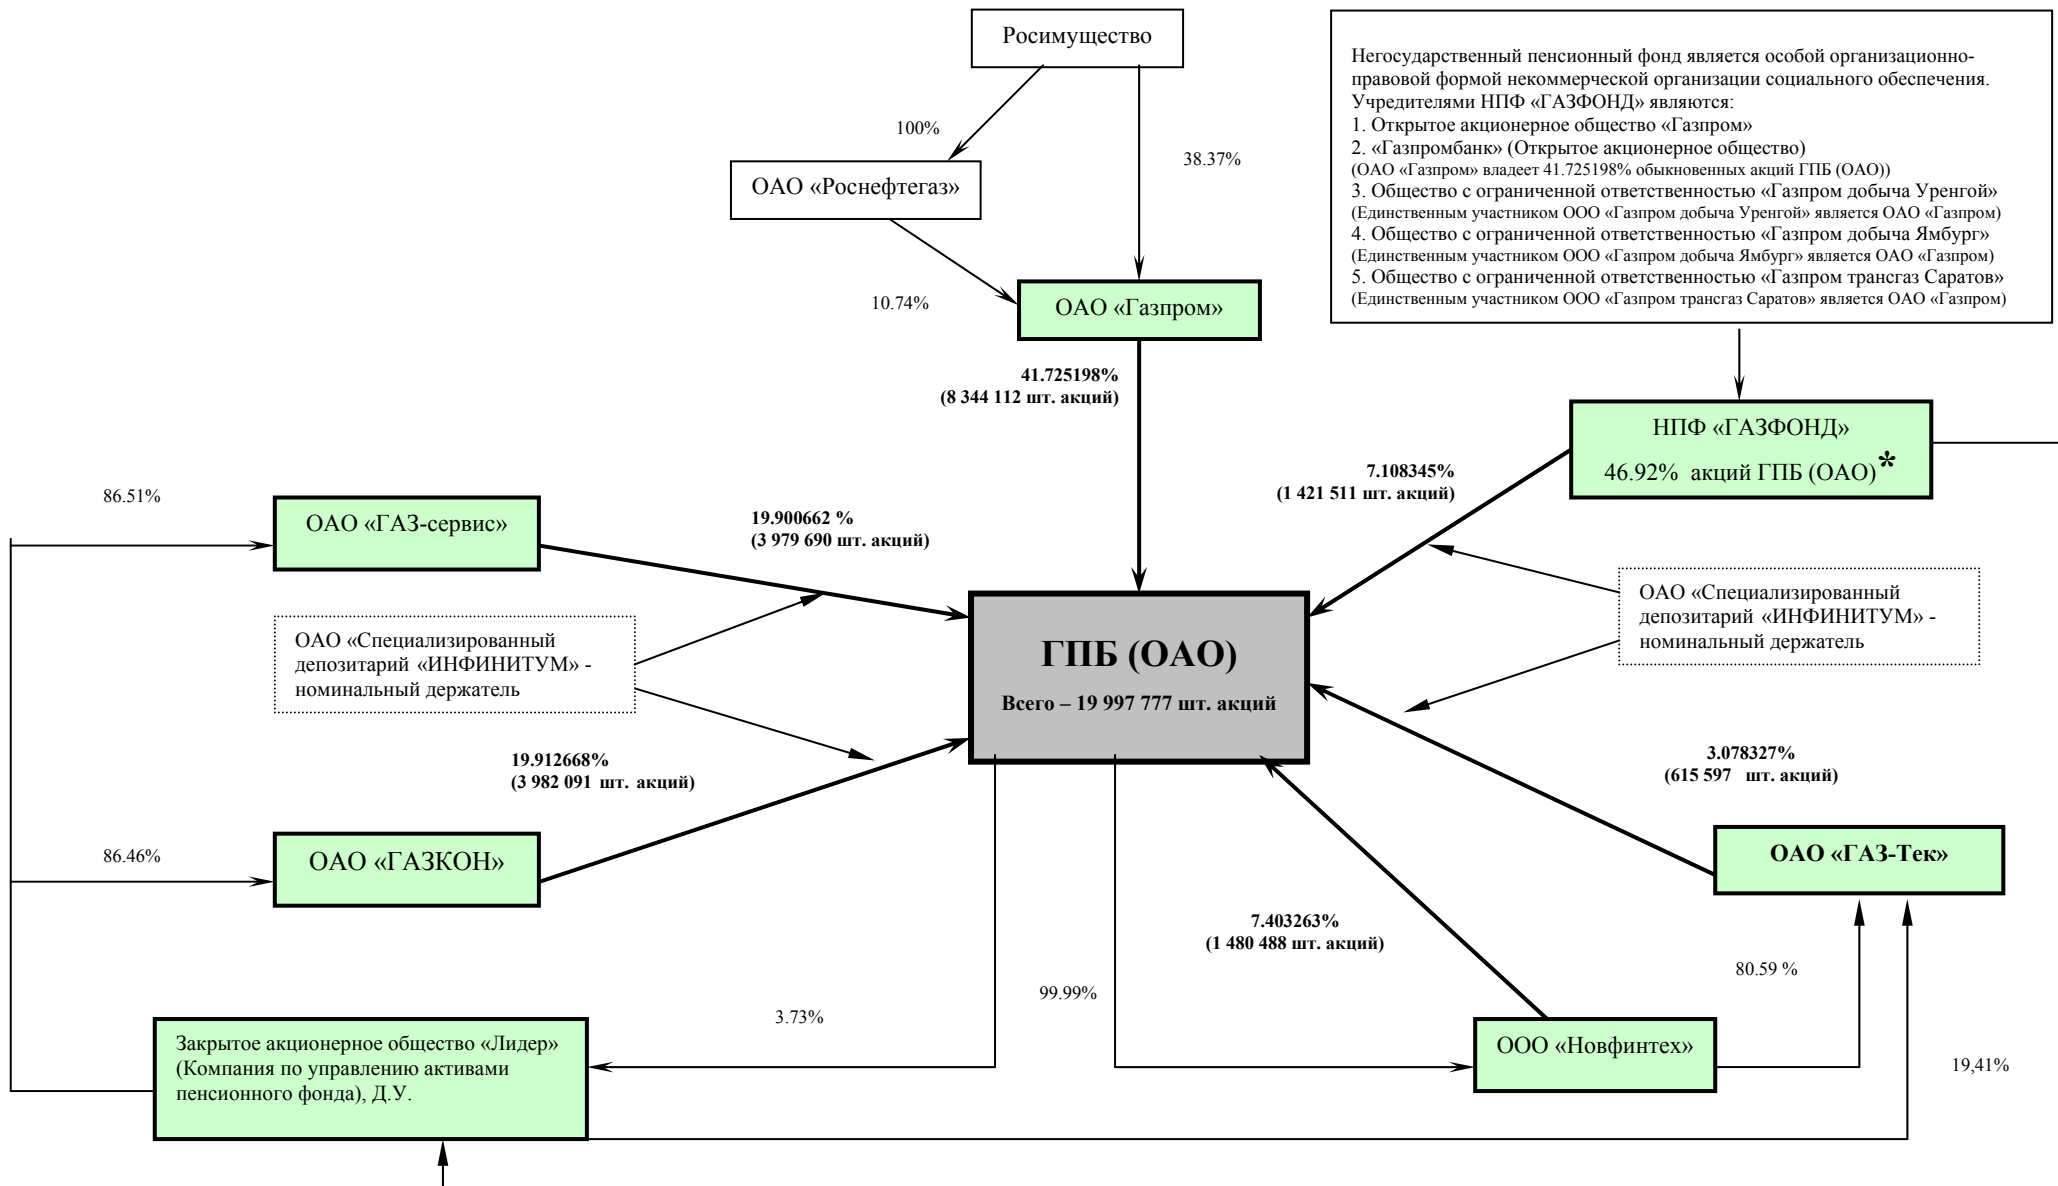 Росимущество
Негосударственный пенсионный фонд является особой организационно-
правовой формой некоммерческой организации социального обеспечения.
Учредителями НПФ «ГАЗФОНД» являются:
1. Открытое акционерное общество «Газпром»
2. «Газпромбанк» (Открытое акционерное общество)
(ОАО «Газпром» владеет 41.725198% обыкновенных акций ГПБ (ОАО))
3. Общество с ограниченной ответственностью «Газпром добыча Уренгой»
(Единственным участником ООО «Газпром добыча Уренгой» является ОАО «Газпром)
4. Общество с ограниченной ответственностью «Газпром добыча Ямбург»
(Единственным участником ООО «Газпром добыча Ямбург» является ОАО «Газпром)
5. Общество с ограниченной ответственностью «Газпром трансгаз Саратов»
(Единственным участником ООО «Газпром трансгаз Саратов» является ОАО «Газпром)
100%
38.37%
ОАО «Роснефтегаз»
10.74%
ОАО «Газпром»
41.725198%
(8 344 112 шт. акций)
НПФ «ГАЗФОНД»
46.92% акций ГПБ (ОАО)*
7.108345%
(1 421 511 шт. акций)
86.51%
ОАО «ГАЗ-сервис»
19.900662 %
(3 979 690 шт. акций)
ОАО «Специализированный
депозитарий «ИНФИНИТУМ» -
номинальный держатель
ОАО «Специализированный
депозитарий «ИНФИНИТУМ» -
номинальный держатель
ГПБ (ОАО)
Всего – 19 997 777 шт. акций
19.912668%
(3 982 091 шт. акций)
3.078327%
(615 597 шт. акций)
86.46%
ОАО «ГАЗКОН»
ОАО «ГАЗ-Тек»
7.403263%
(1 480 488 шт. акций)
80.59 %
99.99%
3.73%
Закрытое акционерное общество «Лидер»
(Компания по управлению активами
пенсионного фонда), Д.У.
ООО «Новфинтех»
19,41%